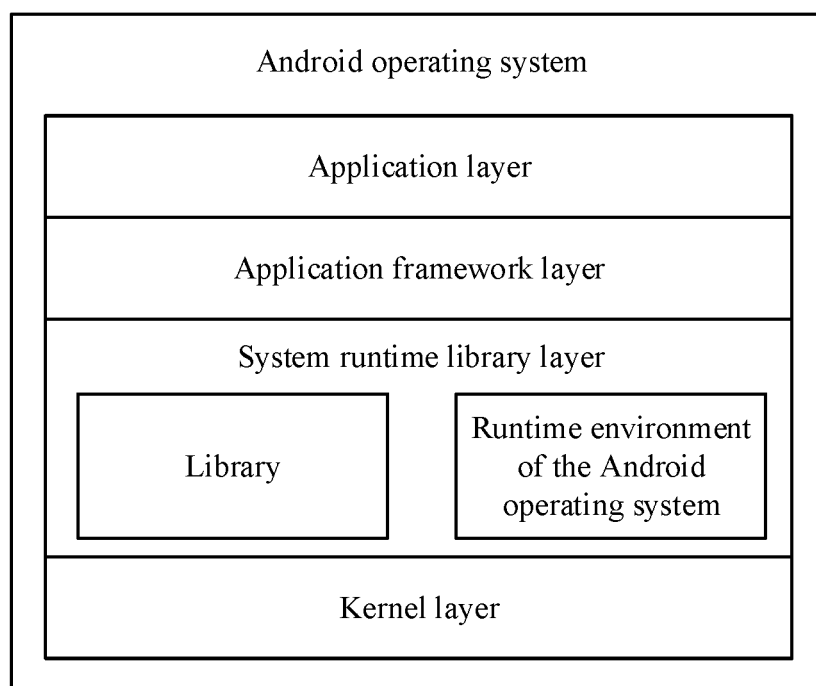 Android operating system
Application layer
Application framework layer
System runtime library layer
Library
Runtime environment
of the Android
operating system
Kernel layer